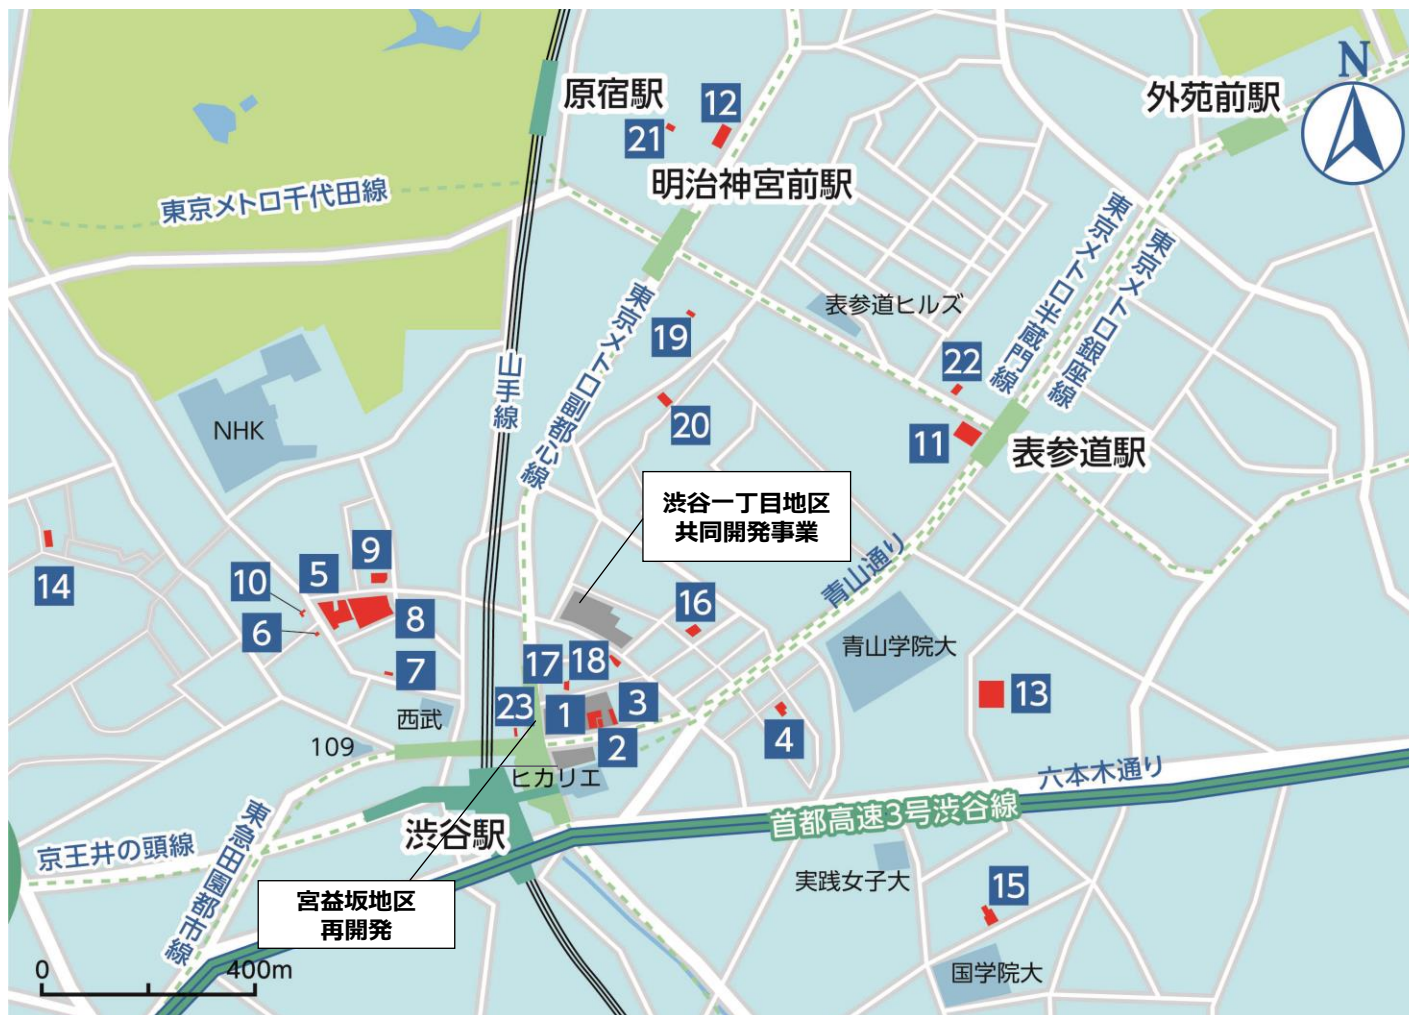 N
原宿駅
12
21
外苑前駅
明治神宮前駅
東京メトロ千代田線
東京メトロ半蔵門線
東京メトロ銀座線
表参道ヒルズ
東京メトロ副都心線
19
山手線
22
20
11
表参道駅
NHK
渋谷一丁目地区
共同開発事業
青山通り
14
10
5
9
6
8
7
16
青山学院大
17
18
13
西武
23
1
3
2
4
109
ヒカリエ
六本木通り
首都高速3号渋谷線
渋谷駅
京王井の頭線
東急田園都市線
実践女子大
15
宮益坂地区
再開発
国学院大
0
400m